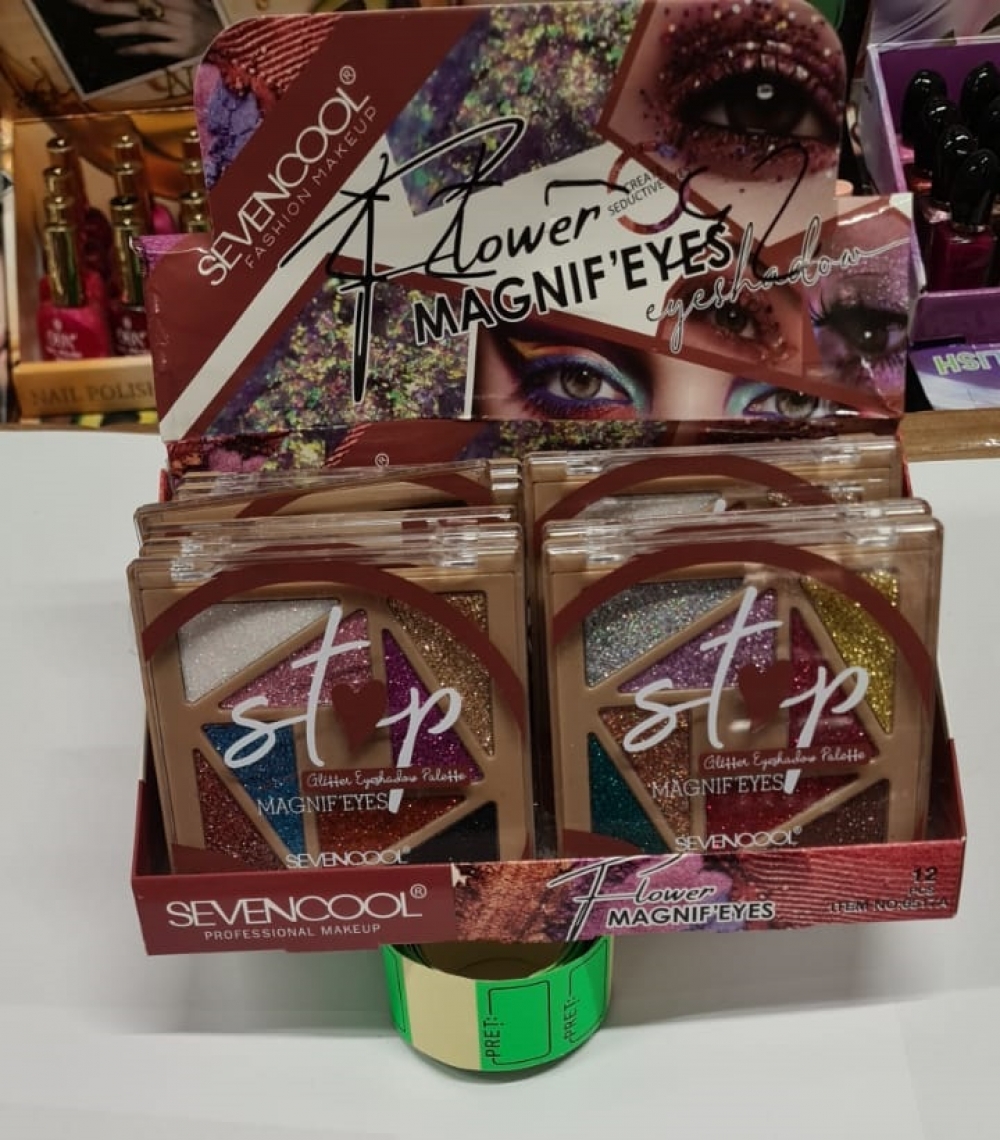 SEVENCOOL®
FASHION MAKEUP
Flower
MAGNIF'EYES
eyeshadow
SEDUCTIVE
NAIL POLISH
®
stop
Glitter Eyeshadow Palette
MAGNIF'EYES!
SEVENCOOL®
stop
Glitter Eyeshadow Palette
MAGNIF'EYES!
SEVENCOOL®
SEVENCOOL®
PROFESSIONAL MAKEUP
Flower
MAGNIF'EYES
12
PCS
PRET:
PRET: